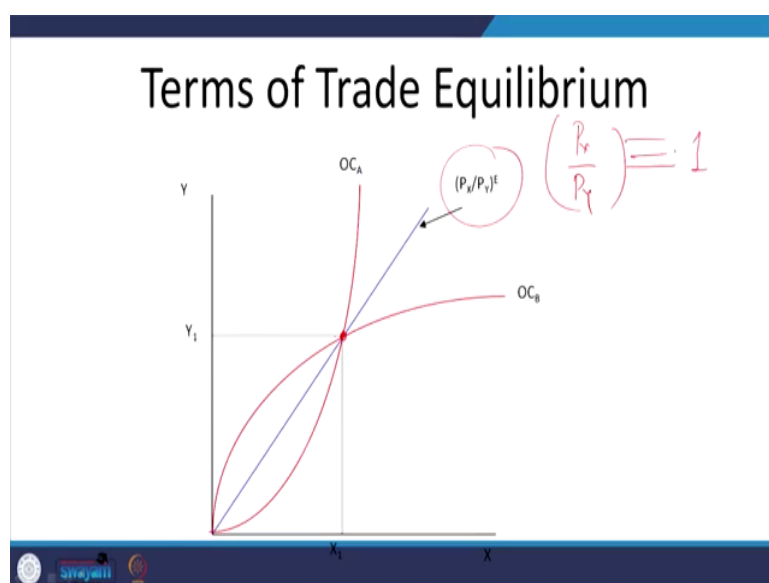 Terms of Trade Equilibrium
OC_A
(P_X/P_Y)^E
(P_x/P_Y) = 1
Y
OC_B
Y_1
X_1
X
swayam